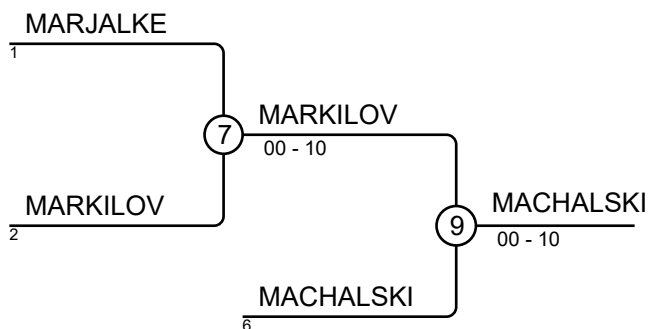 MARJALKE
1
7
MARKILOV
00 - 10
MARKILOV
2
9
MACHALSKI
00 - 10
MACHALSKI
6